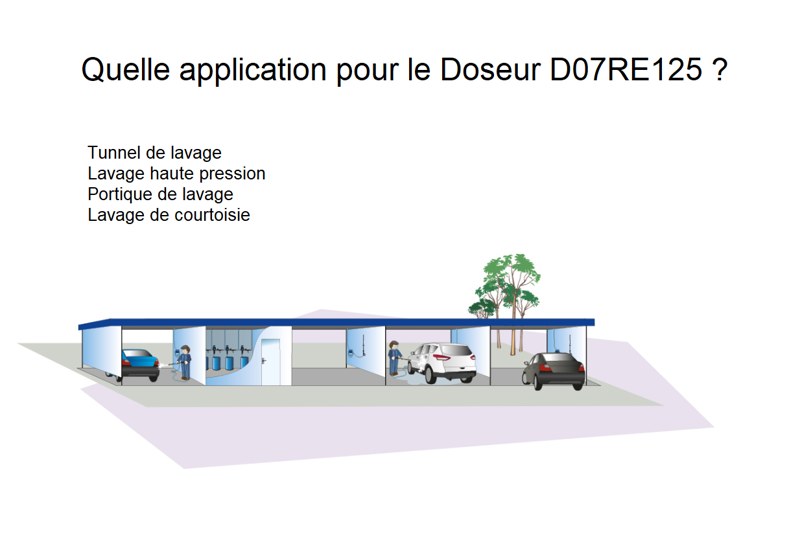 Quelle application pour le Doseur D07RE125 ?
Tunnel de lavage
Lavage haute pression
Portique de lavage
Lavage de courtoisie